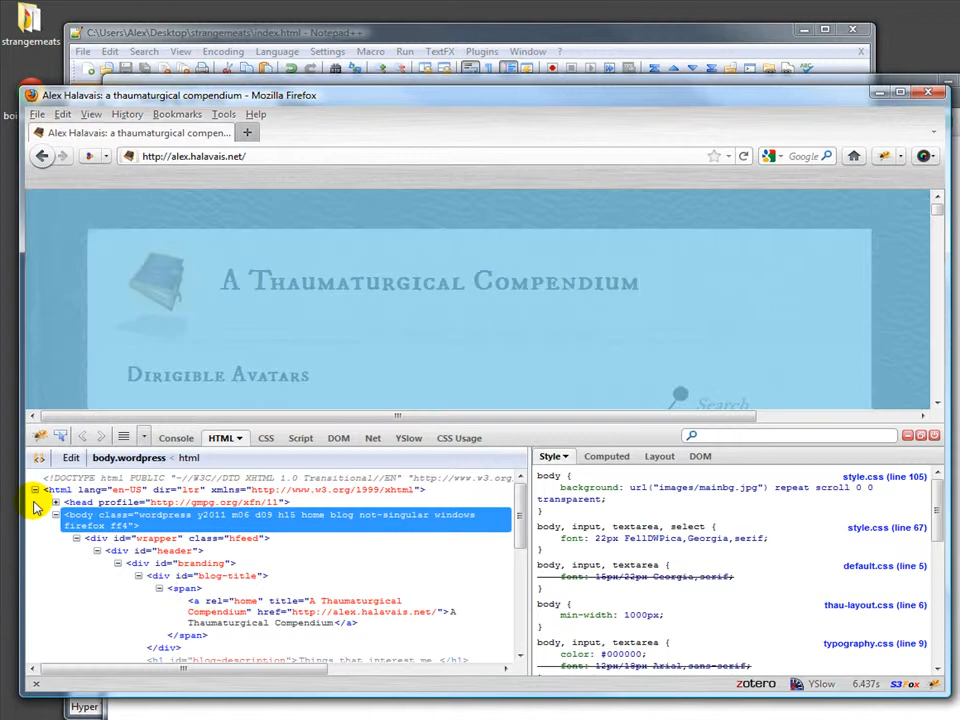 strangemeats
C:\Users\Alex\Desktop\strangemeats\index.html - Notepad++
File Edit Search View Encoding Language Settings Macro Run TextFX Plugins Window ? X
Alex Halavais: a thaumaturgical compendium - Mozilla Firefox
File Edit View History Bookmarks Tools Help
Alex Halavais: a thaumaturgical compen...
http://alex.halavais.net/
Google
A Thaumaturgical Compendium
Dirigible Avatars
Search
Console HTML CSS Script DOM Net YSlow CSS Usage
Edit body.wordpress < html
Style Computed Layout DOM
<!DOCTYPE html PUBLIC "-//W3C//DTD XHTML 1.0 Transitional//EN" "http://www.w3.org
<html lang="en-US" dir="ltr" xmlns="http://www.w3.org/1999/xhtml">
<head profile="http://gmpg.org/xfn/11">
<body class="wordpress y2011 m06 d09 h15 home blog not-singular windows
firefox ff4">
<div id="wrapper" class="hfeed">
<div id="header">
<div id="branding">
<div id="blog-title">
<span>
<a rel="home" title="A Thaumaturgical
Compendium" href="http://alex.halavais.net/">A
Thaumaturgical Compendium</a>
</span>
</div>
<h1 id="blog-description">Things that interest me.</h1>
body {
style.css (line 105)
background: url("images/mainbg.jpg") repeat scroll 0 0
transparent;
}
body, input, textarea, select {
style.css (line 67)
font: 22px FellDWPica,Georgia,serif;
}
body, input, textarea {
default.css (line 5)
font: 15px/22px Georgia,serif;
}
body {
thau-layout.css (line 6)
min-width: 1000px;
}
body, input, textarea {
typography.css (line 9)
color: #000000;
font: 12px/18px Arial,sans-serif;
zotero YSlow 6.437s S3Fox
Hyper